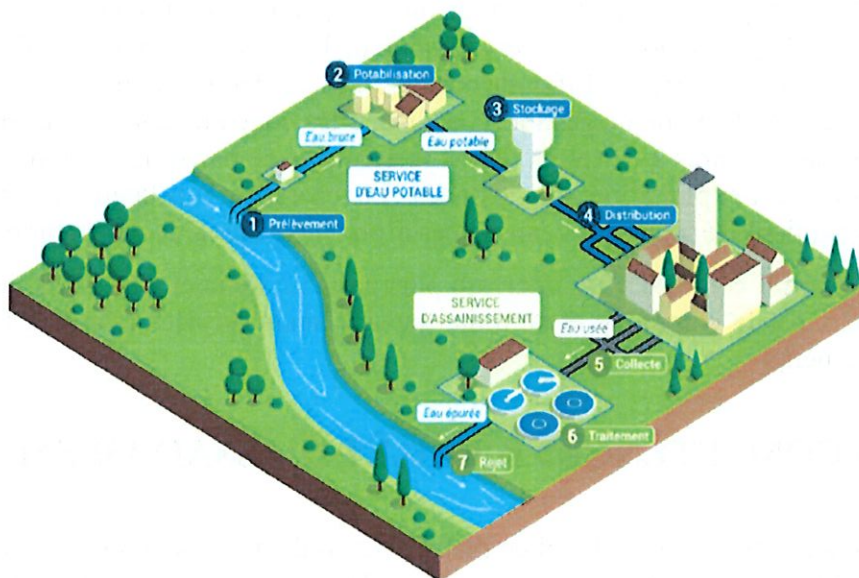 2 Potabilisation
3 Stockage
Eau brute
Eau potable
SERVICE
D'EAU POTABLE
1 Prélèvement
4 Distribution
SERVICE
D'ASSAINISSEMENT
Eau usée
5 Collecte
Eau épurée
6 Traitement
7 Rejet